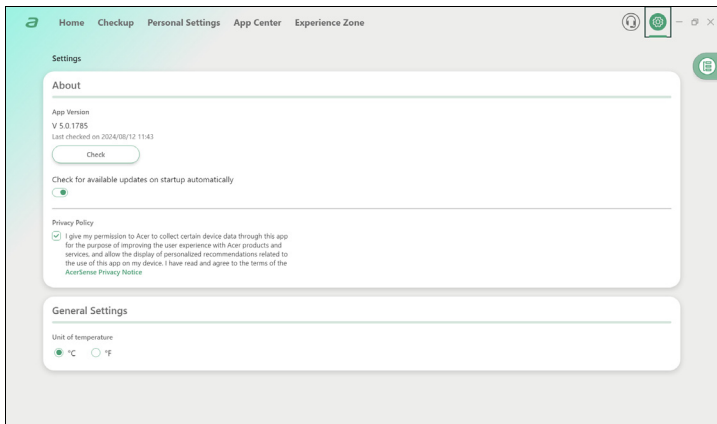 a Home Checkup Personal Settings App Center Experience Zone
Settings
About
App Version
V 5.0.1785
Last checked on 2024/08/12 11:43
Check
Check for available updates on startup automatically
Privacy Policy
I give my permission to Acer to collect certain device data through this app
for the purpose of improving the user experience with Acer products and
services, and allow the display of personalized recommendations related to
the use of this app on my device. I have read and agree to the terms of the
AcerSense Privacy Notice
General Settings
Unit of temperature
°C °F